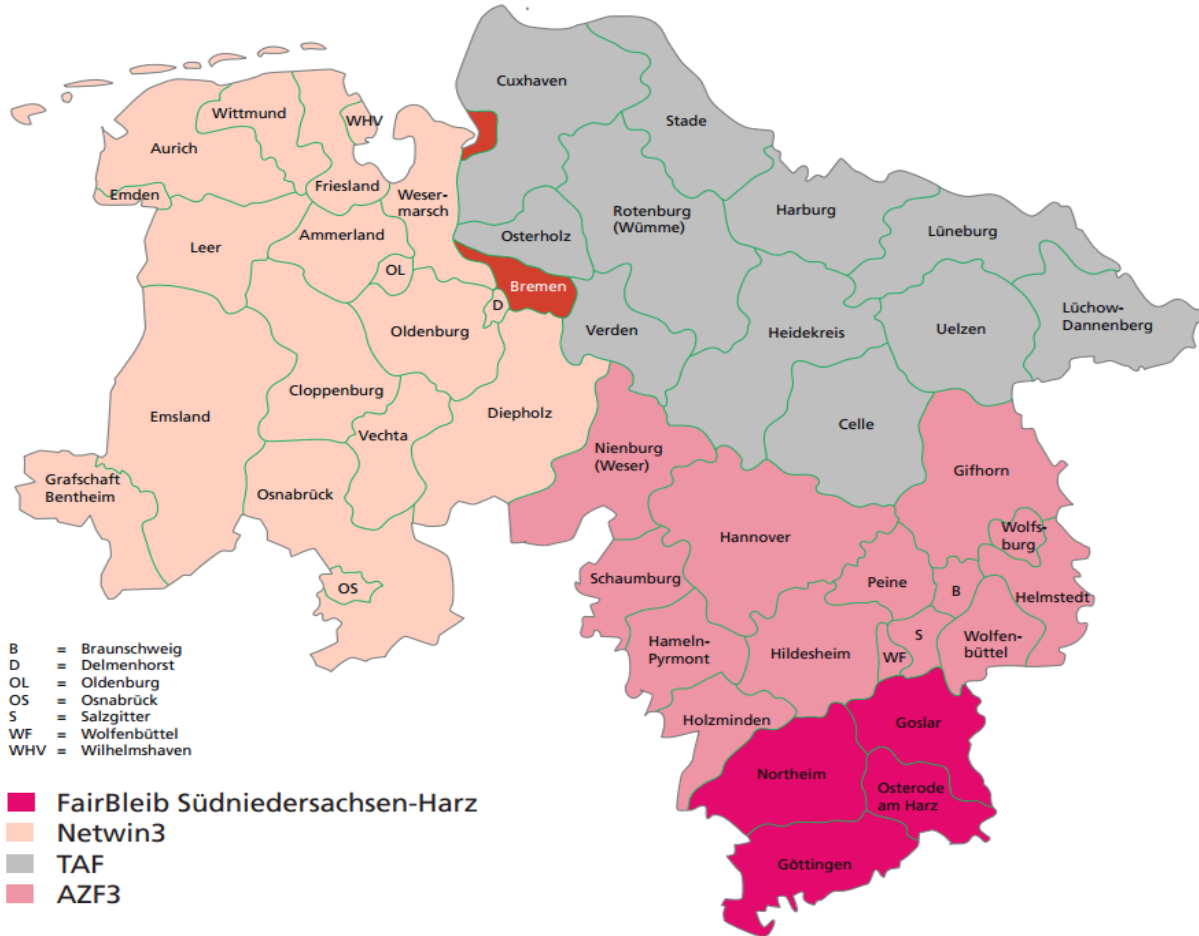 Cuxhaven
Wittmund
WHV
Stade
Aurich
Friesland
Emden
Weser-
marsch
Harburg
Rotenburg
(Wümme)
Lüneburg
Ammerland
Osterholz
Leer
OL
Bremen
D
Lüchow-
Dannenberg
Oldenburg
Verden
Heidekreis
Uelzen
Cloppenburg
Emsland
Diepholz
Celle
Vechta
Nienburg
(Weser)
Gifhorn
Grafschaft
Bentheim
Osnabrück
Hannover
Wolfs-
burg
Schaumburg
Peine
B
Helmstedt
OS
Hameln-
Pyrmont
Hildesheim
S
WF
Wolfen-
büttel
Holzminden
Goslar
Northeim
Osterode
am Harz
Göttingen
B = Braunschweig
D = Delmenhorst
OL = Oldenburg
OS = Osnabrück
S = Salzgitter
WF = Wolfenbüttel
WHV = Wilhelmshaven
FairBleib Südniedersachsen-Harz
Netwin3
TAF
AZF3